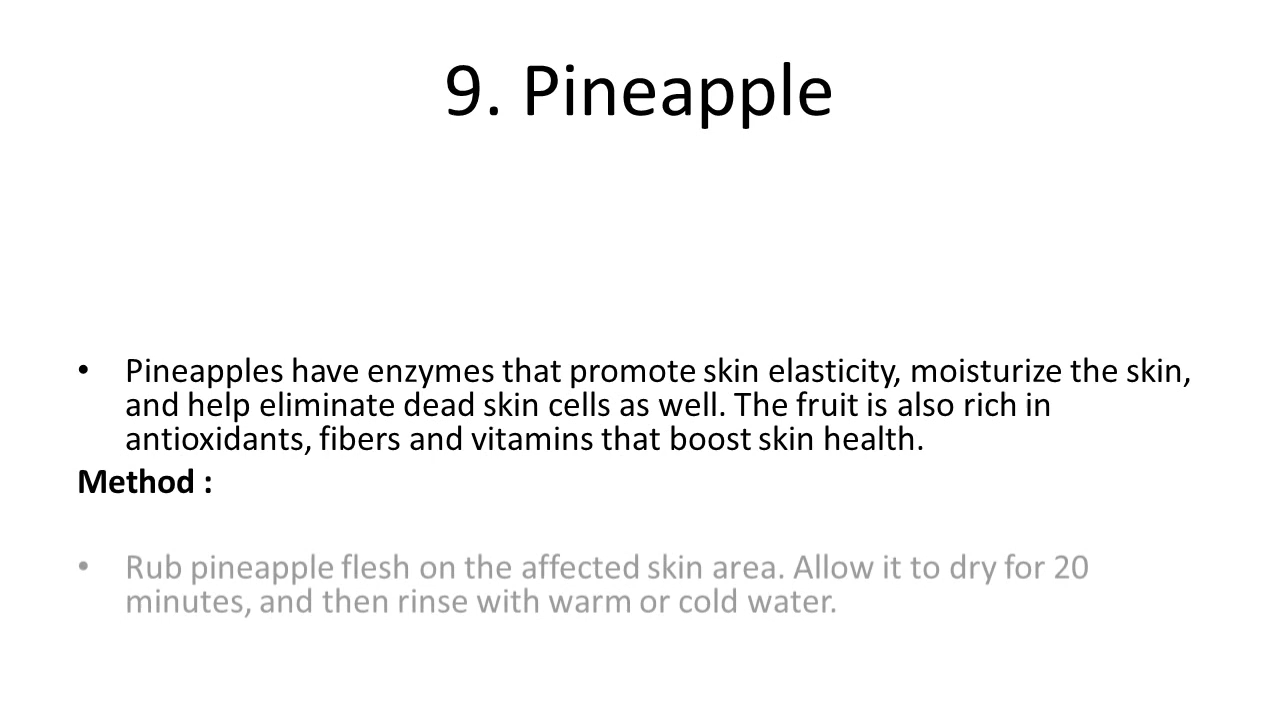 9. Pineapple
• Pineapples have enzymes that promote skin elasticity, moisturize the skin,
and help eliminate dead skin cells as well. The fruit is also rich in
antioxidants, fibers and vitamins that boost skin health.
Method :
• Rub pineapple flesh on the affected skin area. Allow it to dry for 20
minutes, and then rinse with warm or cold water.